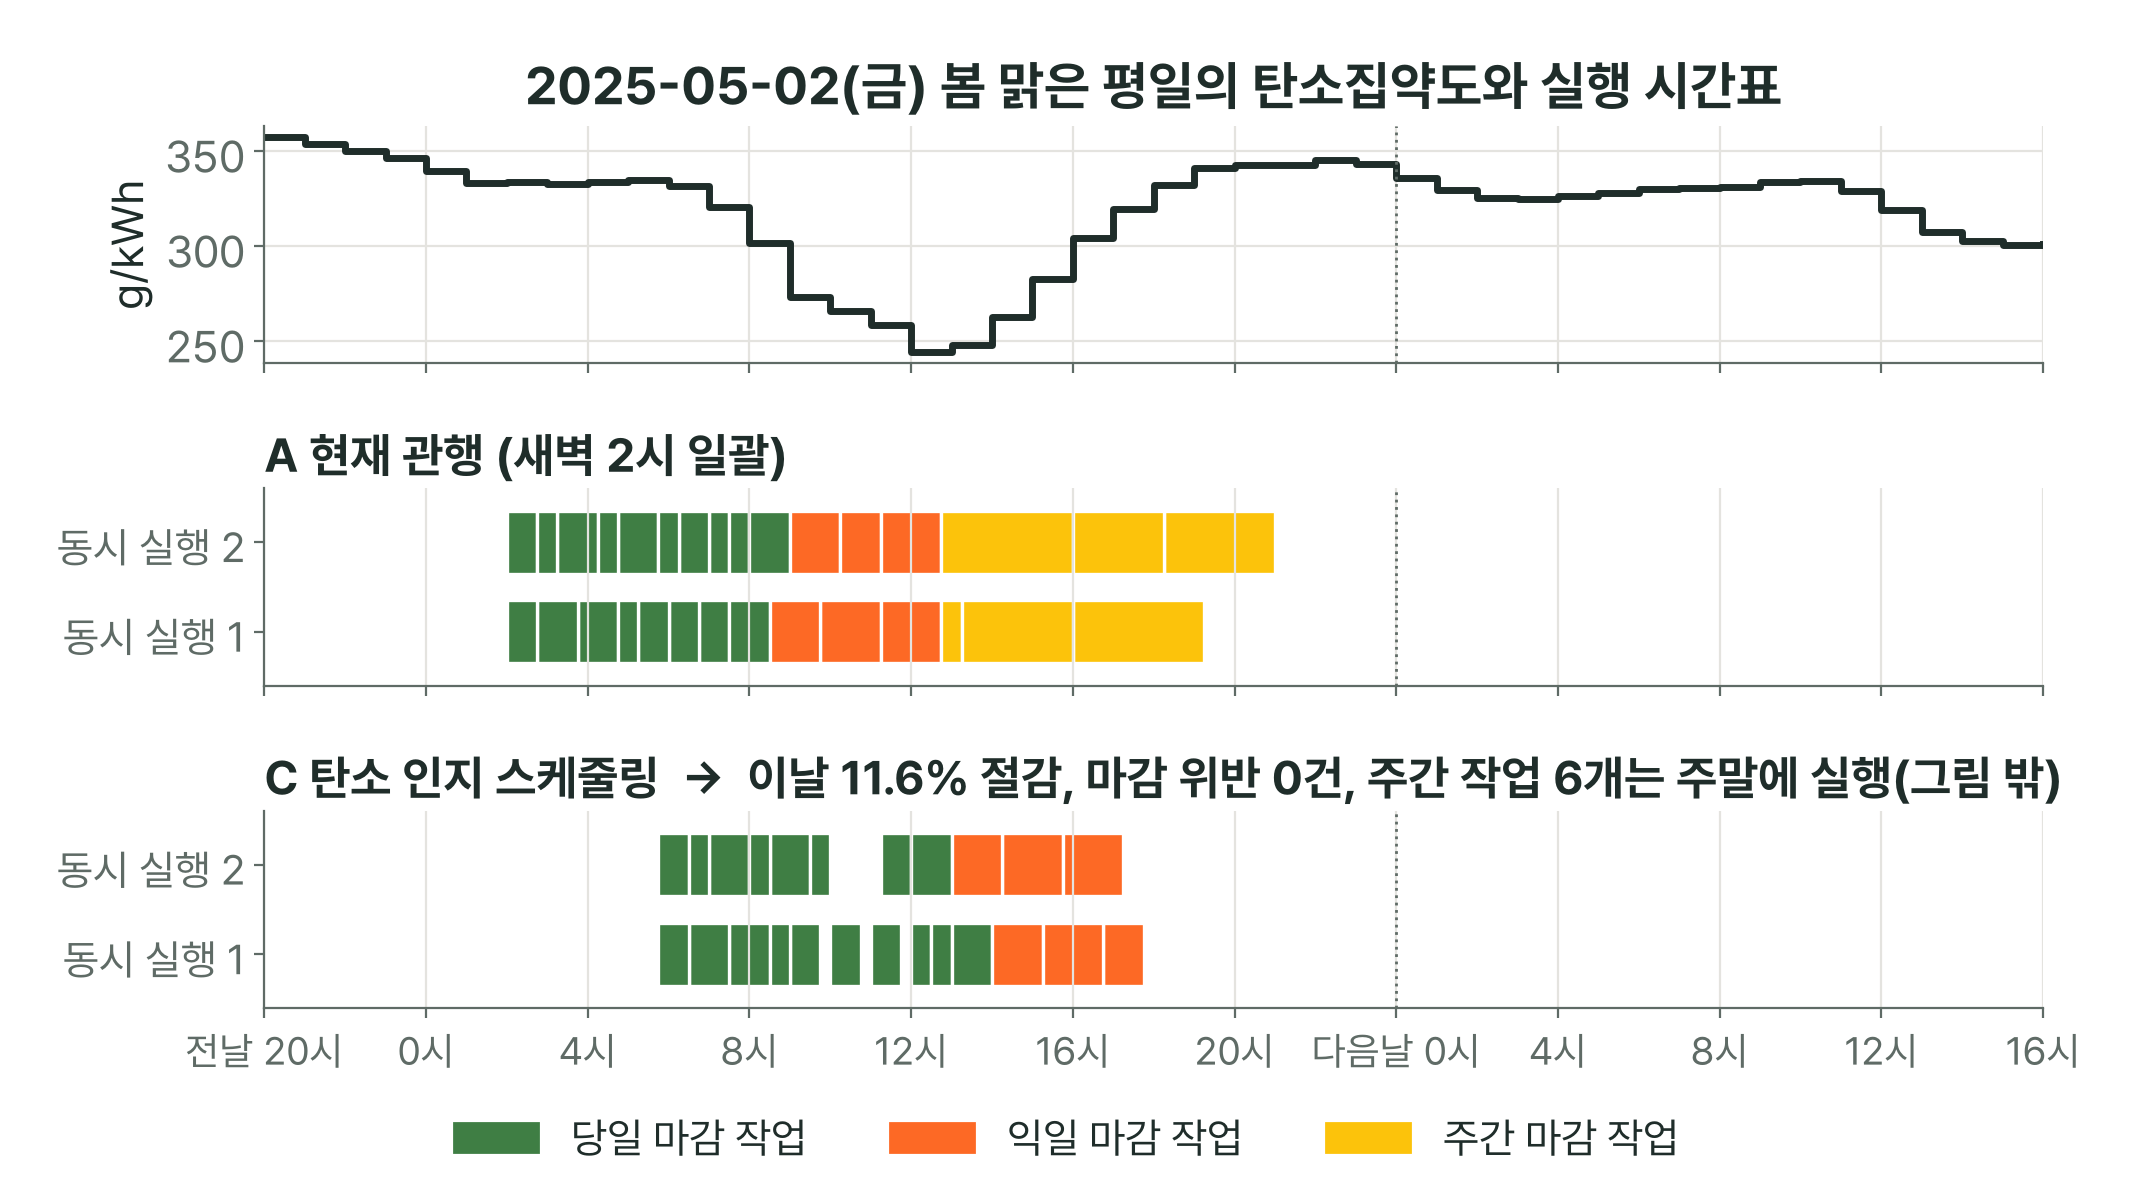 2025-05-02(금) 봄 맑은 평일의 탄소집약도와 실행 시간표
g/kWh
350
300
250
A 현재 관행 (새벽 2시 일괄)
동시 실행 2
동시 실행 1
C 탄소 인지 스케줄링 → 이날 11.6% 절감, 마감 위반 0건, 주간 작업 6개는 주말에 실행(그림 밖)
동시 실행 2
동시 실행 1
전날 20시 0시 4시 8시 12시 16시 20시 다음날 0시 4시 8시 12시 16시
당일 마감 작업 익일 마감 작업 주간 마감 작업